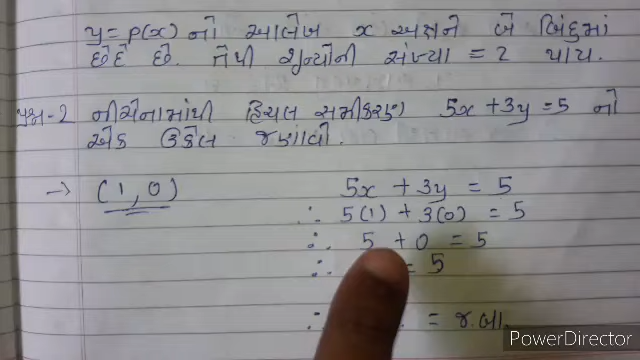 y = p(x) નો આલેખ x અક્ષને બે બિંદુમાં
છેદે છે. તેથી શૂન્યોની સંખ્યા = 2 થાય.
પ્રશ્ન-2 નીચેનામાંથી દ્વિચલ સમીકરણ 5x + 3y = 5 નો
એક ઉકેલ જણાવો.
→ (1, 0)
5x + 3y = 5
∴ 5(1) + 3(0) = 5
∴ 5 + 0 = 5
∴ = 5
∴ = જ.બા.
PowerDirector